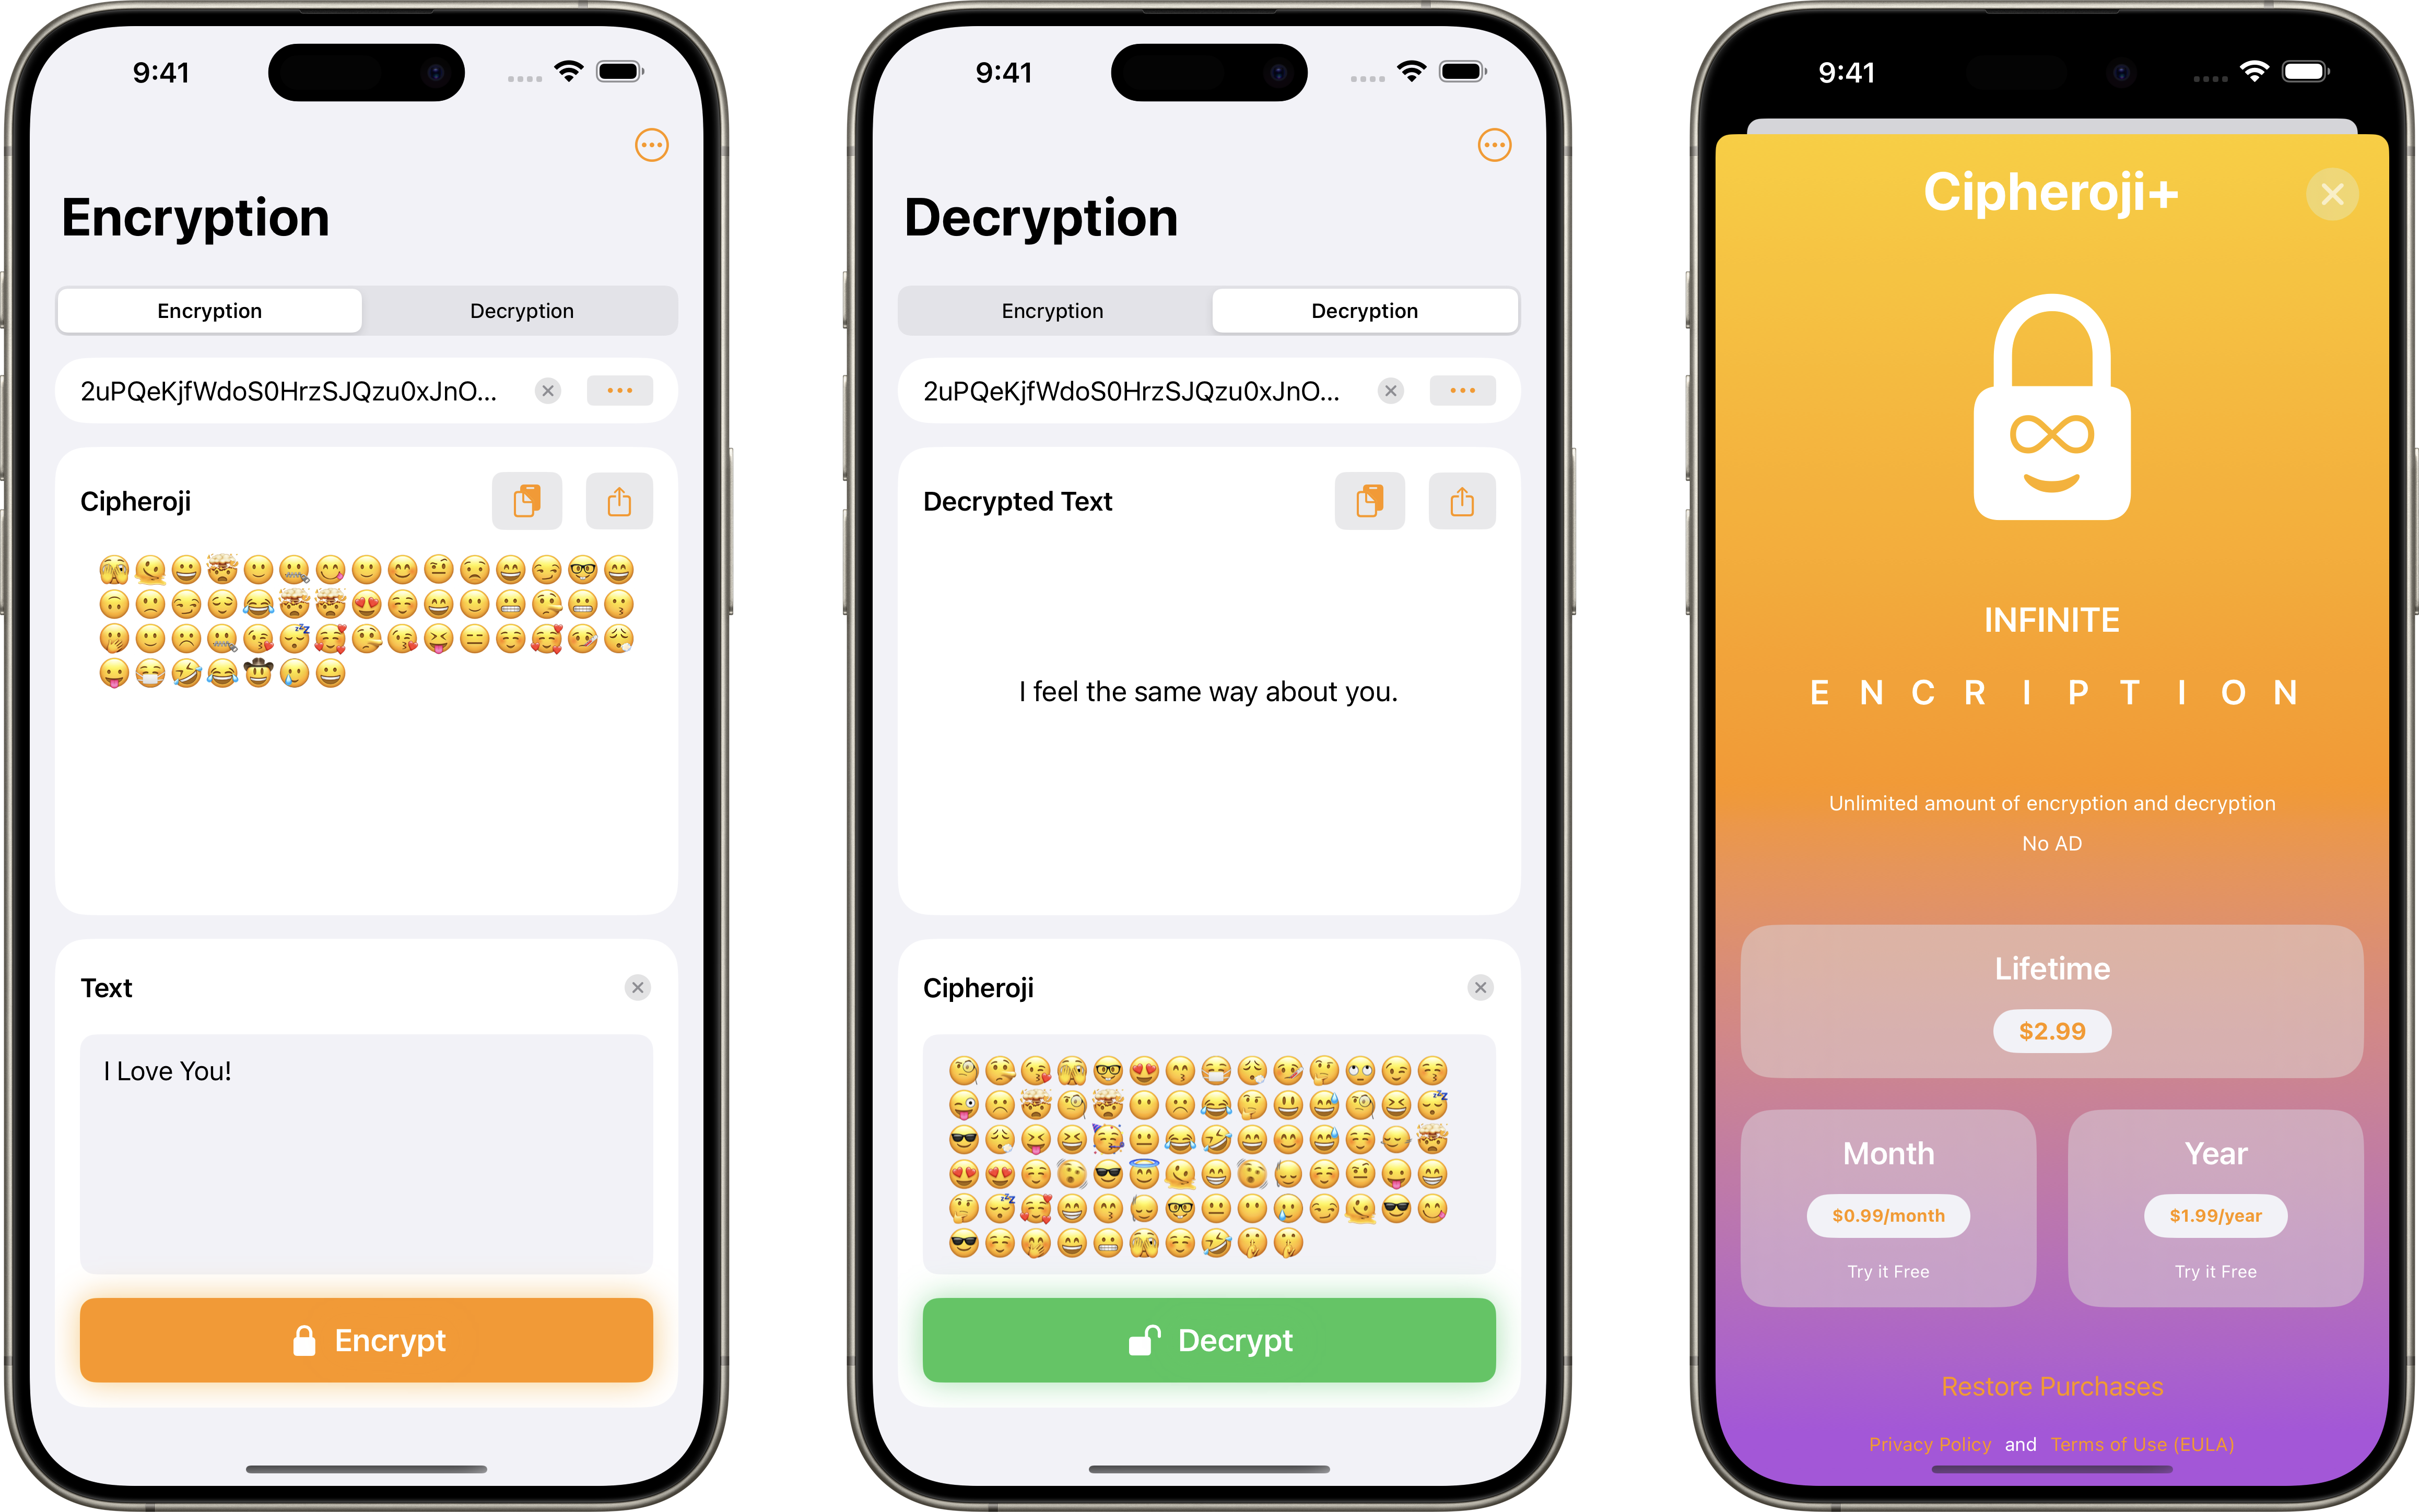 9:41
Encryption
Encryption Decryption
2uPQeKjfWdoS0HrzSJQzu0xJnO...
Cipheroji
🫣🫠😀🤯🙂🤐😋🙂😊🤨😟😄😏🤓😄
🙃🙁😏😌😂🤯🤯😍☺️😄🙂😬🤥😬😗
🫢🙂☹️🤐😘😴🥰🤥😘😝😑☺️🥰🤒😮‍💨
😛😷🤣😂🤠🥲😀
Text
I Love You!
Encrypt
9:41
Decryption
Encryption Decryption
2uPQeKjfWdoS0HrzSJQzu0xJnO...
Decrypted Text
I feel the same way about you.
Cipheroji
🧐🤥😘🫣🤓😍😙😷😮‍💨🤒🤔🙄😉😚
😜☹️🤯🧐🤯😶☹️😂🤔😃😅🧐😆😴
😎😮‍💨😝😆🥳😐😂🤣😄😊😅☺️😶‍🌫️🤯
😍😍☺️🫨😎😇🫠😁🫨🫡☺️🤨😛😁
🤔😴🥰😁😙🫡🤓😐😶🥲😏🫠😎😋
😎☺️🤭😄😬🫣☺️🤣🤫🤫
Decrypt
9:41
Cipheroji+
INFINITE
ENCRIPTION
Unlimited amount of encryption and decryption
No AD
Lifetime
$2.99
Month Year
$0.99/month $1.99/year
Try it Free Try it Free
Restore Purchases
Privacy Policy and Terms of Use (EULA)